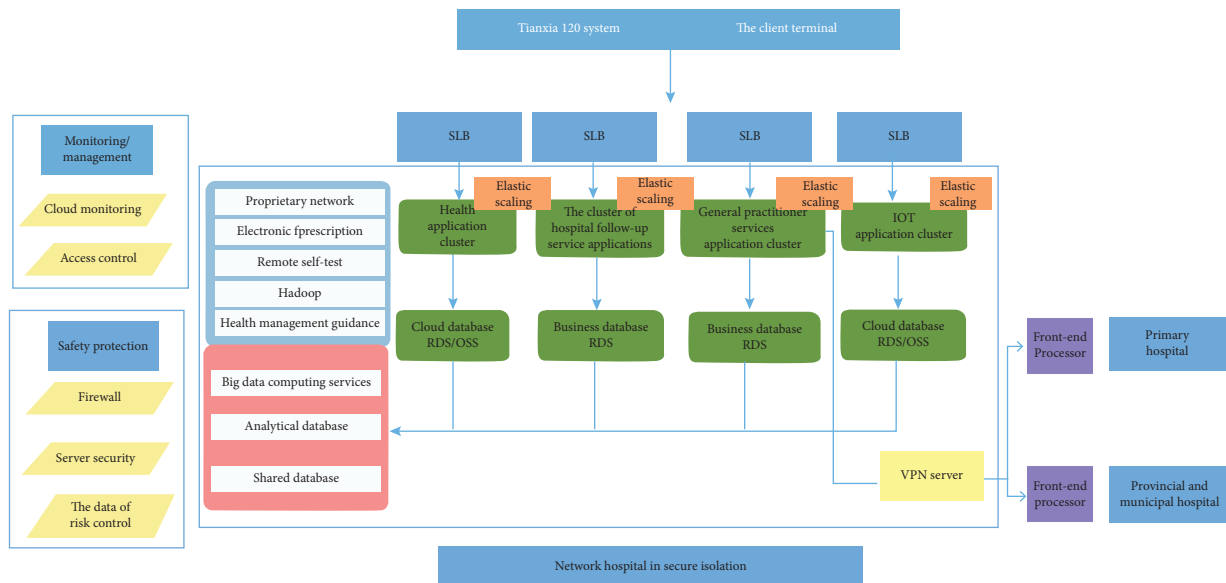 Tianxia 120 system
The client terminal
SLB
SLB
SLB
SLB
Monitoring/
management
Cloud monitoring
Access control
Safety protection
Firewall
Server security
The data of
risk control
Proprietary network
Electronic fprescription
Remote self-test
Hadoop
Health management guidance
Big data computing services
Analytical database
Shared database
Elastic
scaling
Elastic
scaling
Elastic
scaling
Elastic
scaling
Health
application
cluster
The cluster of
hospital follow-up
service applications
General practitioner
services
application cluster
IOT
application cluster
Cloud database
RDS/OSS
Business database
RDS
Business database
RDS
Cloud database
RDS/OSS
VPN server
Front-end
Processor
Primary
hospital
Front-end
processor
Provincial and
municipal hospital
Network hospital in secure isolation